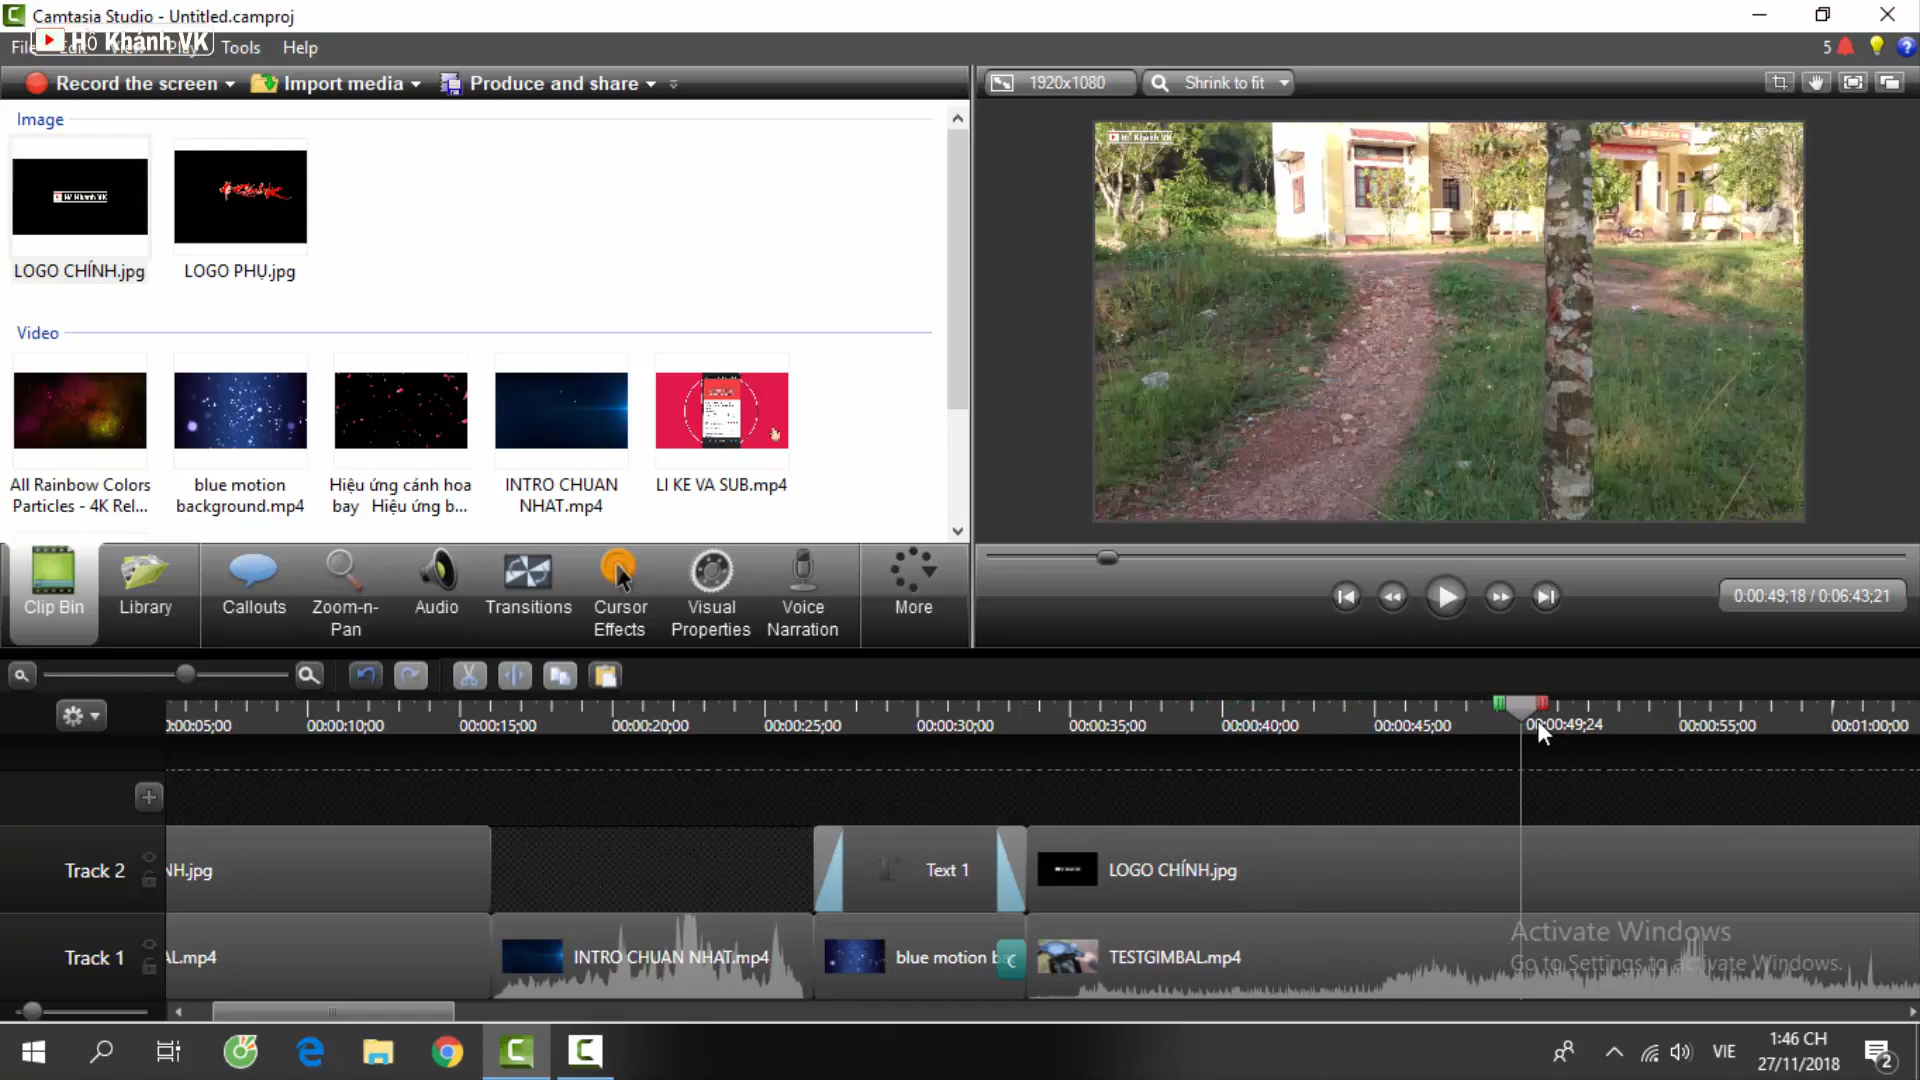 Camtasia Studio - Untitled.camproj
Hồ Khánh VK
File Edit View Play Tools Help
5
Record the screen Import media Produce and share
1920x1080 Shrink to fit
Image
Hồ Khánh VK
LOGO CHÍNH.jpg LOGO PHỤ.jpg
Video
All Rainbow Colors Particles - 4K Rel...
blue motion background.mp4
Hiệu ứng cánh hoa bay Hiệu ứng b...
INTRO CHUAN NHAT.mp4
LI KE VA SUB.mp4
Clip Bin Library Callouts Zoom-n-Pan Audio Transitions Cursor Effects Visual Properties Voice Narration More
0:00:49;18 / 0:06:43;21
00:00:05;00 00:00:10;00 00:00:15;00 00:00:20;00 00:00:25;00 00:00:30;00 00:00:35;00 00:00:40;00 00:00:45;00 00:00:49;24 00:00:55;00 00:01:00;00
Track 2 NH.jpg Text 1 LOGO CHÍNH.jpg
Track 1 AL.mp4 INTRO CHUAN NHAT.mp4 blue motion b TESTGIMBAL.mp4
Activate Windows
Go to Settings to activate Windows.
VIE
1:46 CH
27/11/2018
2